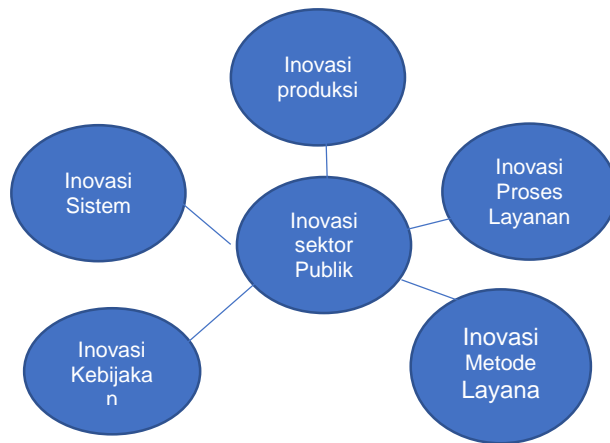 Inovasi
produksi
Inovasi
Sistem
Inovasi
Proses
Layanan
Inovasi
sektor
Publik
Inovasi
Kebijaka
n
Inovasi
Metode
Layana